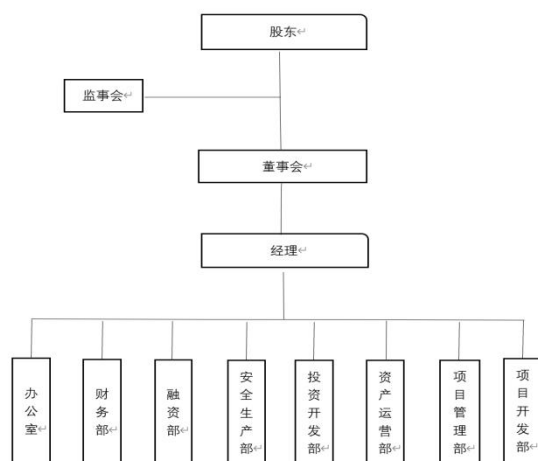 股东
监事会
董事会
经理
办公室
财务部
融资部
安全生产部
投资开发部
资产运营部
项目管理部
项目开发部